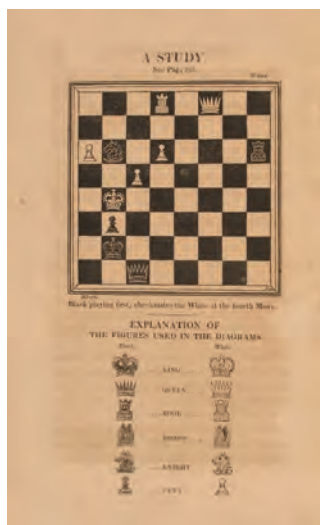 A STUDY
See Page
White
Black
Black playing first, checkmates the White at the fourth Move.
EXPLANATION OF
THE FIGURES USED IN THE DIAGRAMS
Black White
KING
QUEEN
ROOK
BISHOP
KNIGHT
PAWN